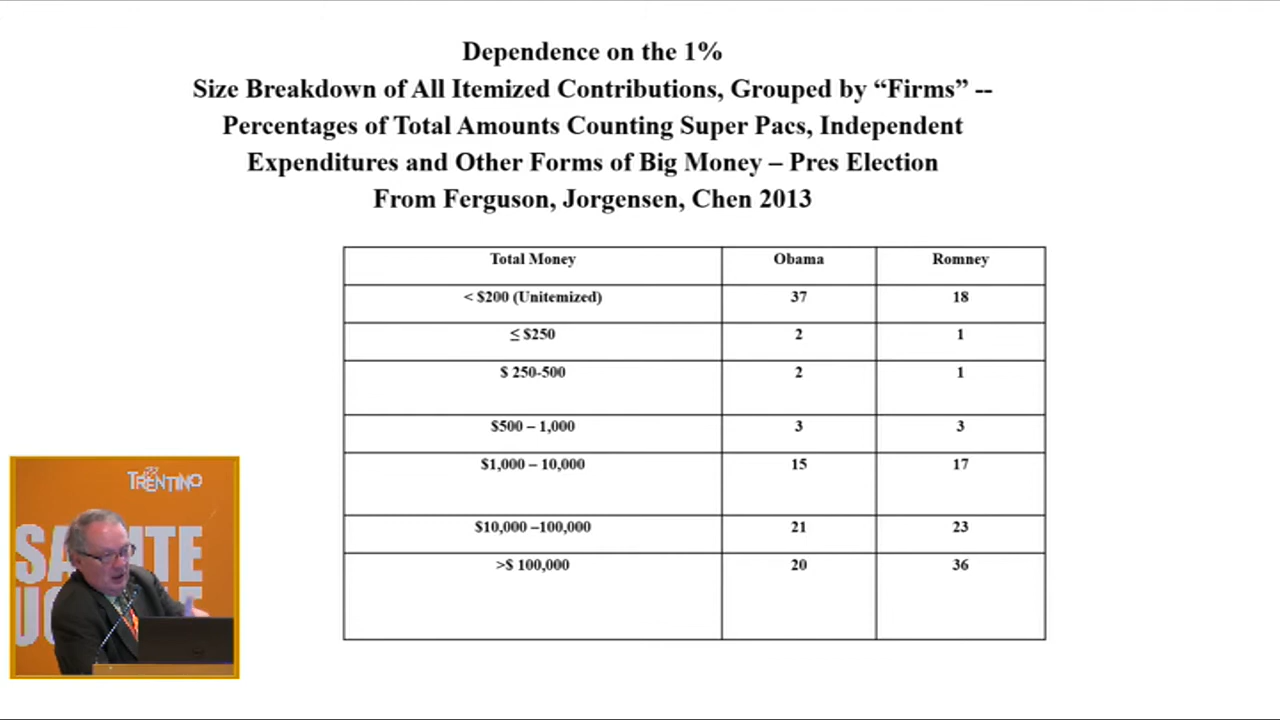 Dependence on the 1%
Size Breakdown of All Itemized Contributions, Grouped by “Firms” --
Percentages of Total Amounts Counting Super Pacs, Independent
Expenditures and Other Forms of Big Money – Pres Election
From Ferguson, Jorgensen, Chen 2013
Total Money Obama Romney
< $200 (Unitemized) 37 18
≤ $250 2 1
$ 250-500 2 1
$500 – 1,000 3 3
$1,000 – 10,000 15 17
$10,000 –100,000 21 23
>$ 100,000 20 36
TRENTINO